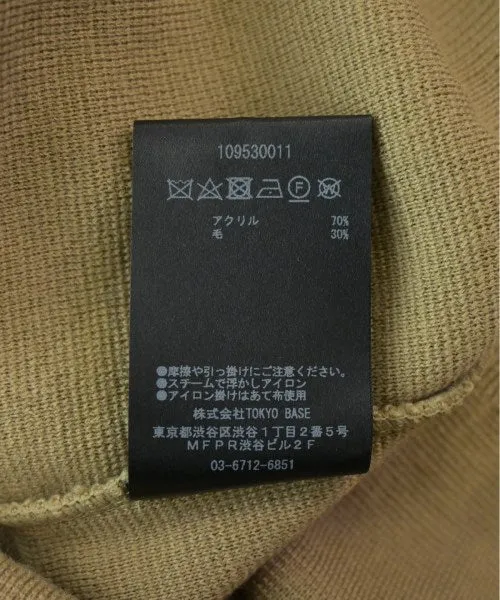 109530011
アクリル 70%
毛 30%
●摩擦や引っ掛けにご注意ください。
●スチームで浮かしアイロン
●アイロン掛けはあて布使用
株式会社TOKYO BASE
東京都渋谷区渋谷1丁目2番5号
MFPR渋谷ビル2F
03-6712-6851